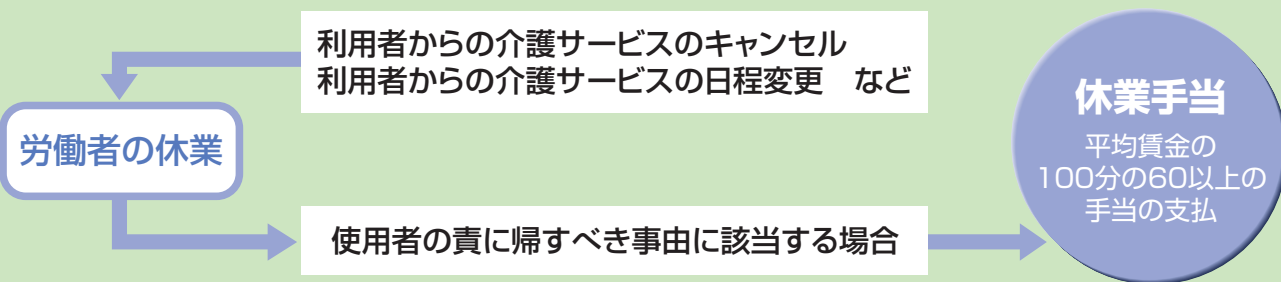 利用者からの介護サービスのキャンセル
利用者からの介護サービスの日程変更　など
労働者の休業
使用者の責に帰すべき事由に該当する場合
休業手当
平均賃金の
100分の60以上の
手当の支払